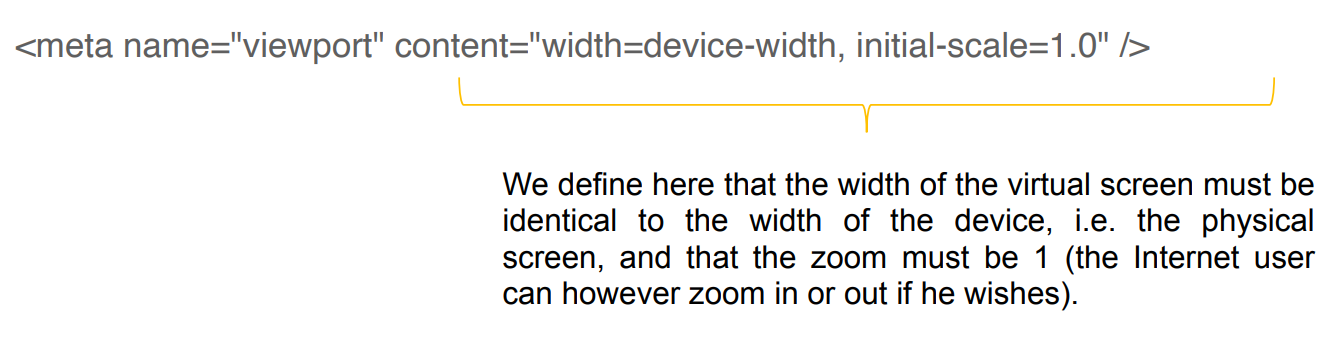 <meta name="viewport" content="width=device-width, initial-scale=1.0" />
We define here that the width of the virtual screen must be
identical to the width of the device, i.e. the physical
screen, and that the zoom must be 1 (the Internet user
can however zoom in or out if he wishes).